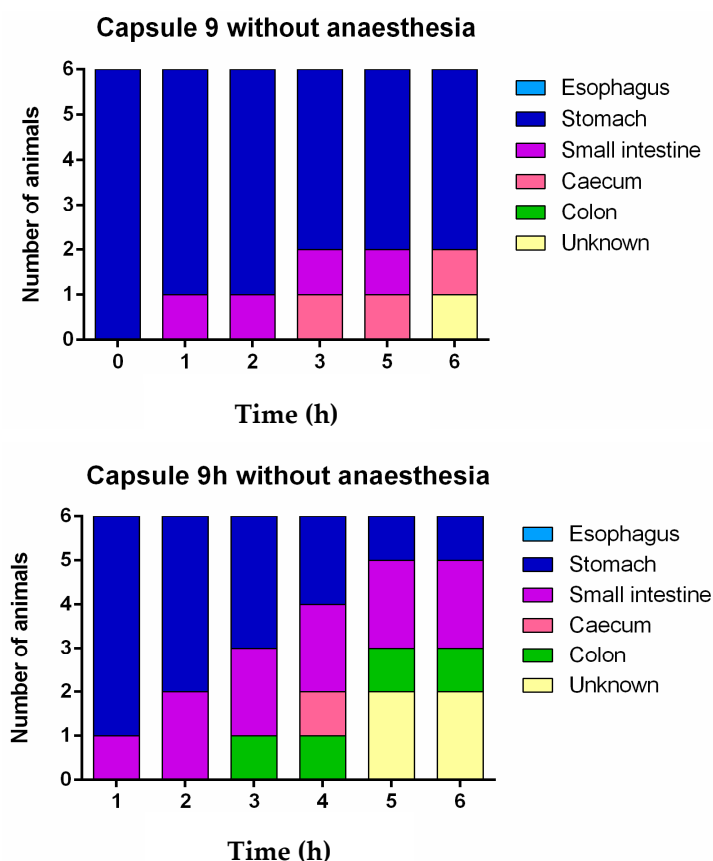 Capsule 9 without anaesthesia
Number of animals
6
5
4
3
2
1
0
0 1 2 3 5 6
Time (h)
Esophagus
Stomach
Small intestine
Caecum
Colon
Unknown
Capsule 9h without anaesthesia
Number of animals
6
5
4
3
2
1
0
1 2 3 4 5 6
Time (h)
Esophagus
Stomach
Small intestine
Caecum
Colon
Unknown